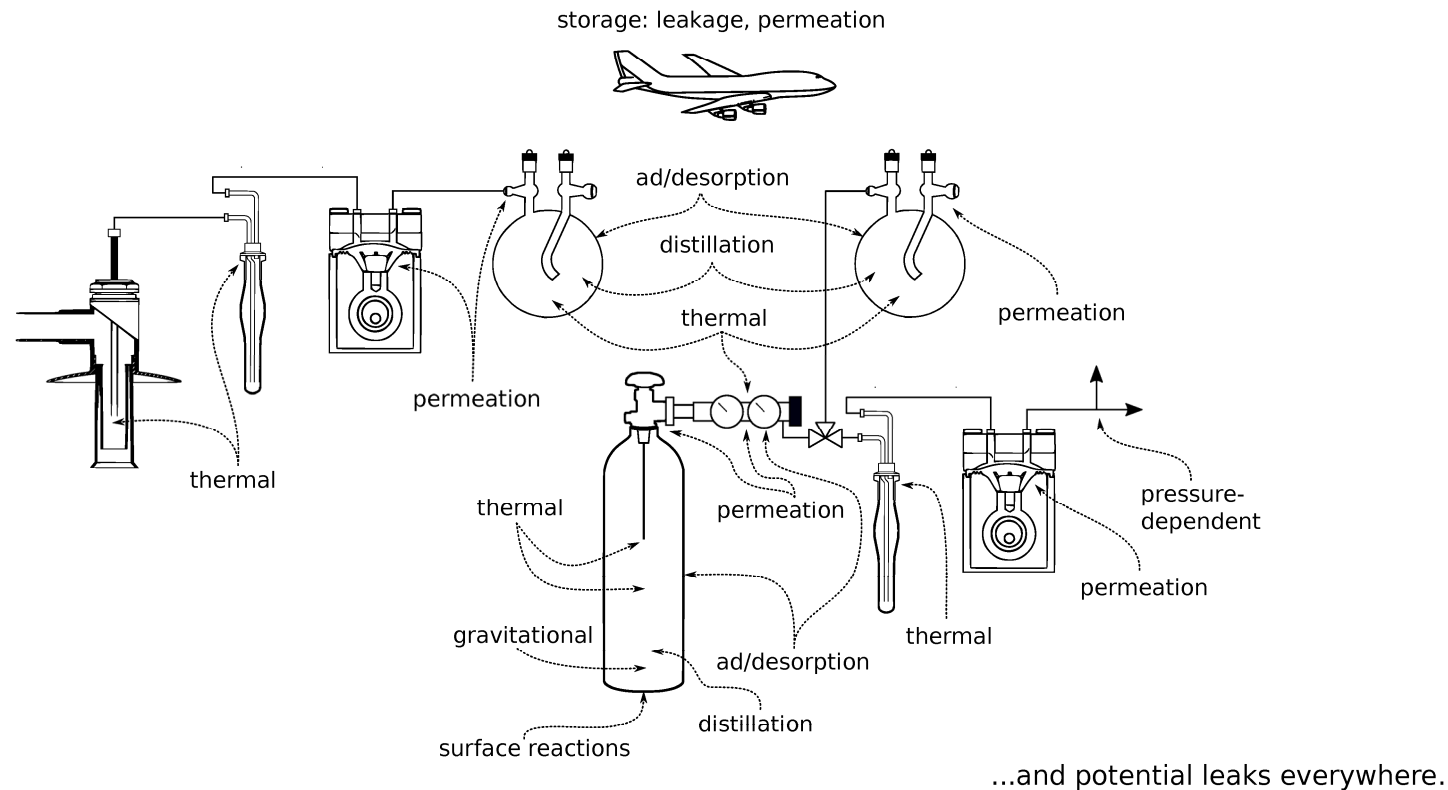 storage: leakage, permeation
ad/desorption
distillation
thermal
permeation
permeation
thermal
thermal
permeation
pressure-
dependent
permeation
gravitational
thermal
ad/desorption
distillation
surface reactions
...and potential leaks everywhere.